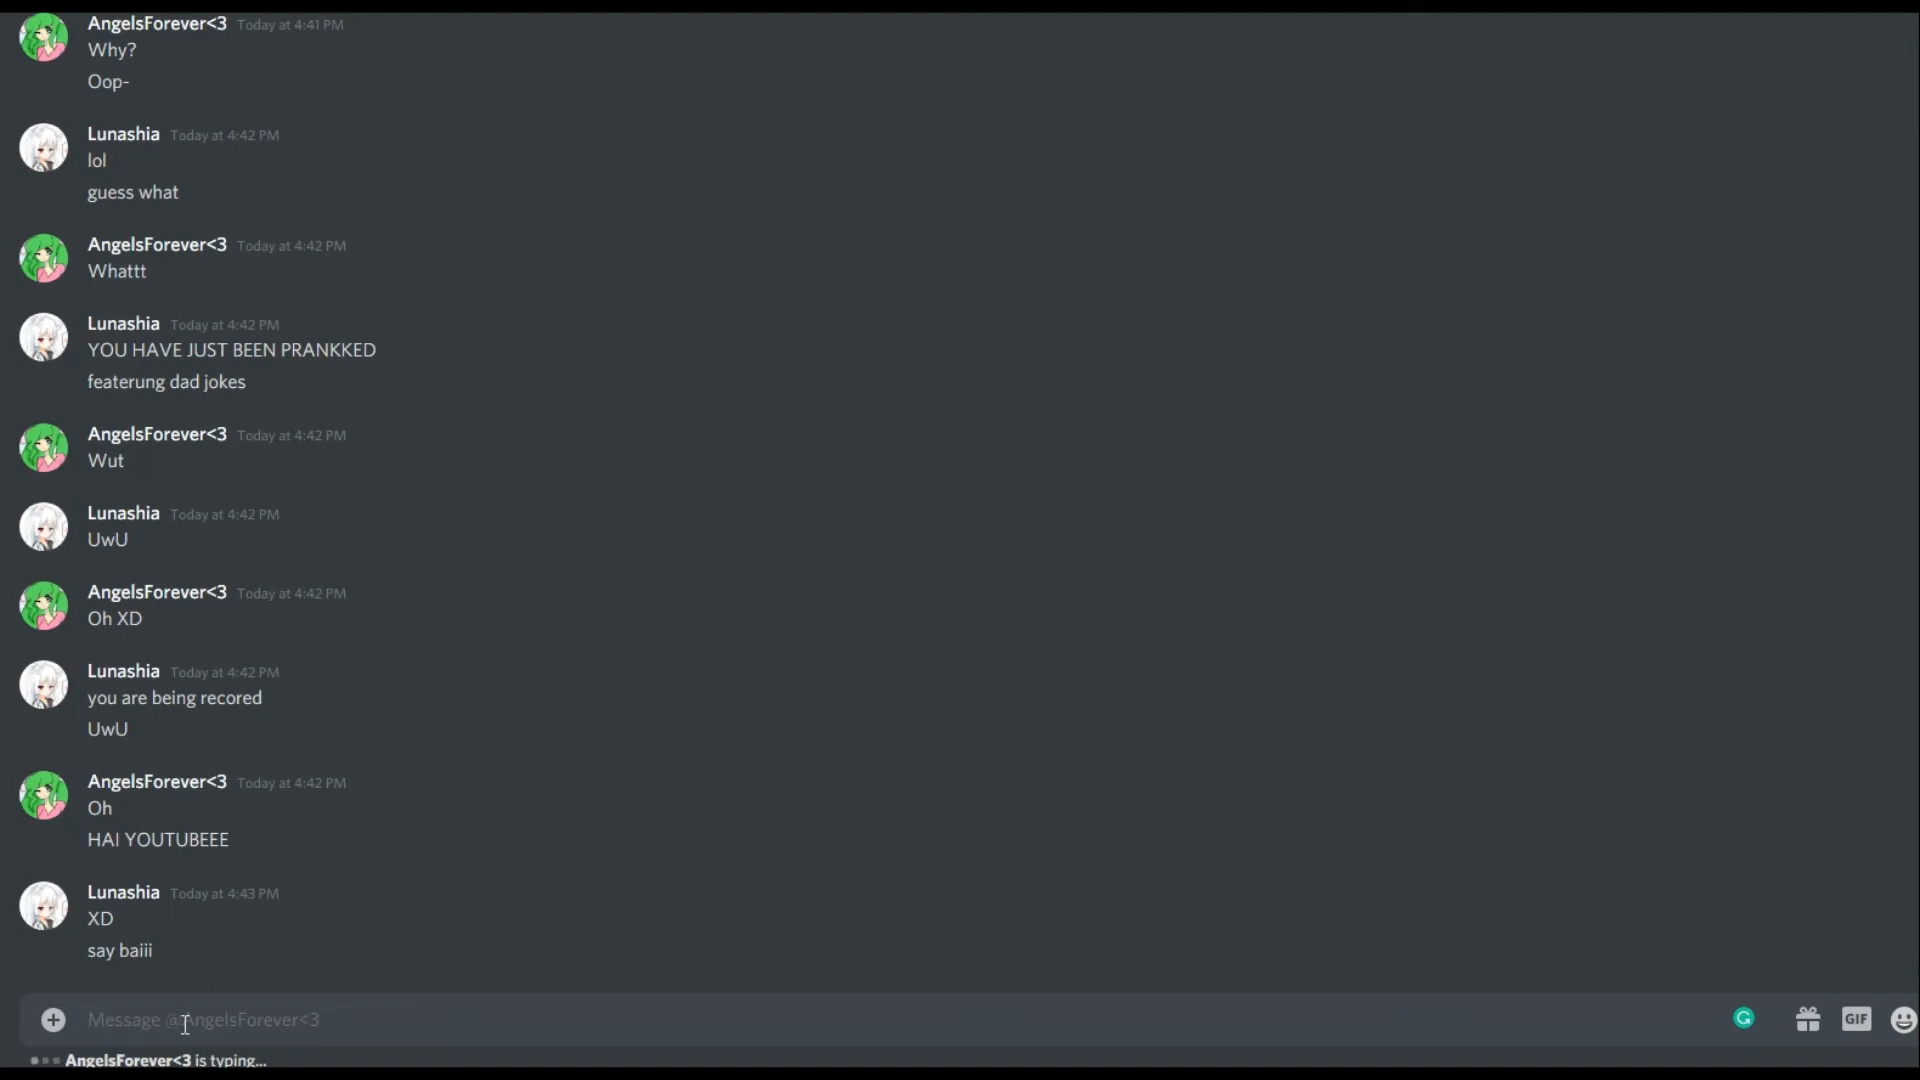 AngelsForever<3 Today at 4:41 PM
Why?
Oop-
Lunashia Today at 4:42 PM
lol
guess what
AngelsForever<3 Today at 4:42 PM
Whattt
Lunashia Today at 4:42 PM
YOU HAVE JUST BEEN PRANKKED
featerung dad jokes
AngelsForever<3 Today at 4:42 PM
Wut
Lunashia Today at 4:42 PM
UwU
AngelsForever<3 Today at 4:42 PM
Oh XD
Lunashia Today at 4:42 PM
you are being recored
UwU
AngelsForever<3 Today at 4:42 PM
Oh
HAI YOUTUBEEE
Lunashia Today at 4:43 PM
XD
say baiii
Message @AngelsForever<3
GIF
AngelsForever<3 is typing...